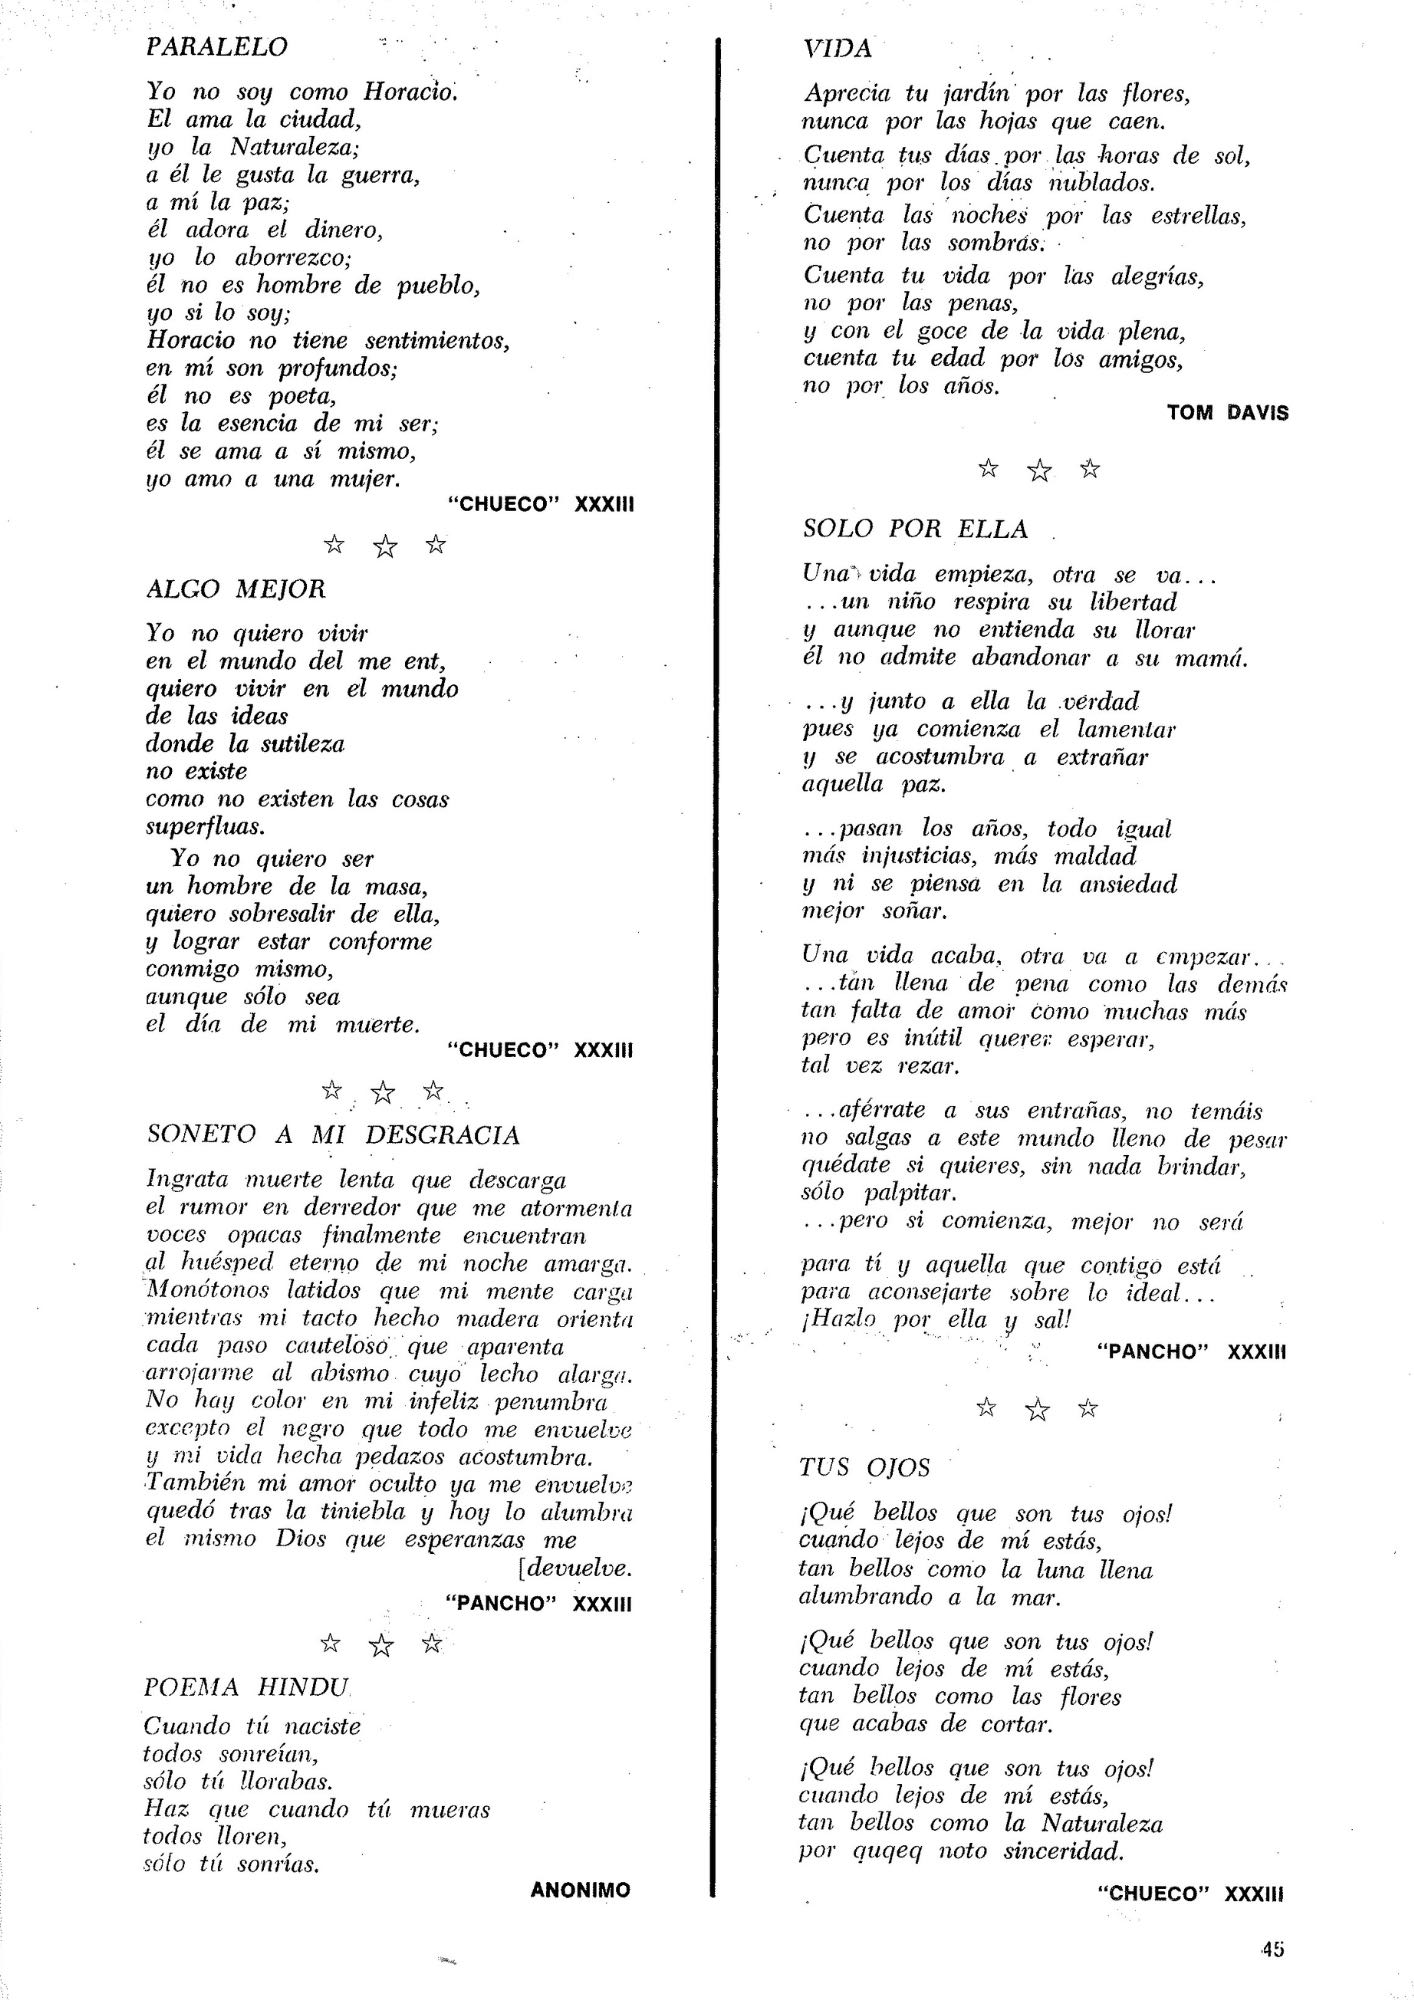 PARALELO
Yo no soy como Horacio.
El ama la ciudad,
yo la Naturaleza;
a él le gusta la guerra,
a mí la paz;
él adora el dinero,
yo lo aborrezco;
él no es hombre de pueblo,
yo si lo soy;
Horacio no tiene sentimientos,
en mí son profundos;
él no es poeta,
es la esencia de mi ser;
él se ama a sí mismo,
yo amo a una mujer.
"CHUECO" XXXIII
ALGO MEJOR
Yo no quiero vivir
en el mundo del me ent,
quiero vivir en el mundo
de las ideas
donde la sutileza
no existe
como no existen las cosas
superfluas.
Yo no quiero ser
un hombre de la masa,
quiero sobresalir de ella,
y lograr estar conforme
conmigo mismo,
aunque sólo sea
el día de mi muerte.
"CHUECO" XXXIII
SONETO A MI DESGRACIA
Ingrata muerte lenta que descarga
el rumor en derredor que me atormenta
voces opacas finalmente encuentran
al huésped eterno de mi noche amarga.
Monótonos latidos que mi mente carga
mientras mi tacto hecho madera orienta
cada paso cauteloso que aparenta
arrojarme al abismo cuyo lecho alarga.
No hay color en mi infeliz penumbra
excepto el negro que todo me envuelve
y mi vida hecha pedazos acostumbra.
También mi amor oculto ya me envuelve
quedó tras la tiniebla y hoy lo alumbra
el mismo Dios que esperanzas me
[devuelve.
"PANCHO" XXXIII
POEMA HINDU
Cuando tú naciste
todos sonreían,
sólo tú llorabas.
Haz que cuando tú mueras
todos lloren,
sólo tú sonrías.
ANONIMO
VIDA
Aprecia tu jardín por las flores,
nunca por las hojas que caen.
Cuenta tus días por las horas de sol,
nunca por los días nublados.
Cuenta las noches por las estrellas,
no por las sombras.
Cuenta tu vida por las alegrías,
no por las penas,
y con el goce de la vida plena,
cuenta tu edad por los amigos,
no por los años.
TOM DAVIS
SOLO POR ELLA
Una vida empieza, otra se va...
...un niño respira su libertad
y aunque no entienda su llorar
él no admite abandonar a su mamá.
...y junto a ella la verdad
pues ya comienza el lamentar
y se acostumbra a extrañar
aquella paz.
...pasan los años, todo igual
más injusticias, más maldad
y ni se piensa en la ansiedad
mejor soñar.
Una vida acaba, otra va a empezar...
...tan llena de pena como las demás
tan falta de amor como muchas más
pero es inútil querer esperar,
tal vez rezar.
...aférrate a sus entrañas, no temáis
no salgas a este mundo lleno de pesar
quédate si quieres, sin nada brindar,
sólo palpitar.
...pero si comienza, mejor no será
para tí y aquella que contigo está
para aconsejarte sobre lo ideal...
¡Hazlo por ella y sal!
"PANCHO" XXXIII
TUS OJOS
¡Qué bellos que son tus ojos!
cuando lejos de mí estás,
tan bellos como la luna llena
alumbrando a la mar.
¡Qué bellos que son tus ojos!
cuando lejos de mí estás,
tan bellos como las flores
que acabas de cortar.
¡Qué bellos que son tus ojos!
cuando lejos de mí estás,
tan bellos como la Naturaleza
por quqeq noto sinceridad.
"CHUECO" XXXIII
45